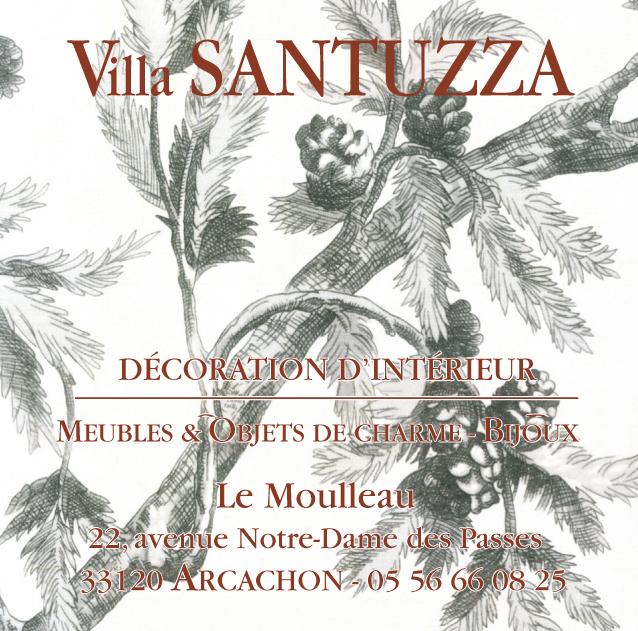 Villa SANTUZZA
DÉCORATION D'INTÉRIEUR
MEUBLES & OBJETS DE CHARME - BIJOUX
Le Moulleau
22, avenue Notre-Dame des Passes
33120 ARCACHON - 05 56 66 08 25